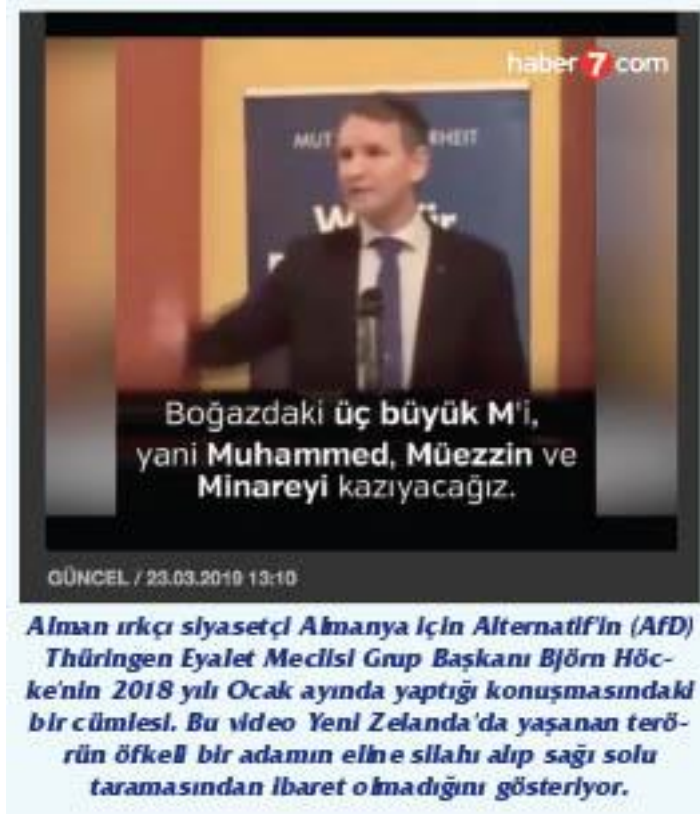 haber 7 com
MUT RHEIT
W ür
Boğazdaki üç büyük M'i,
yani Muhammed, Müezzin ve
Minareyi kazıyacağız.
GÜNCEL / 23.03.2019 13:10
Alman ırkçı siyasetçi Almanya için Alternatif'in (AfD)
Thüringen Eyalet Meclisi Grup Başkanı Björn Höc-
ke'nin 2018 yılı Ocak ayında yaptığı konuşmasındaki
bir cümlesi. Bu video Yeni Zelanda'da yaşanan terö-
rün öfkeli bir adamın eline silahı alıp sağı solu
taramasından ibaret olmadığını gösteriyor.